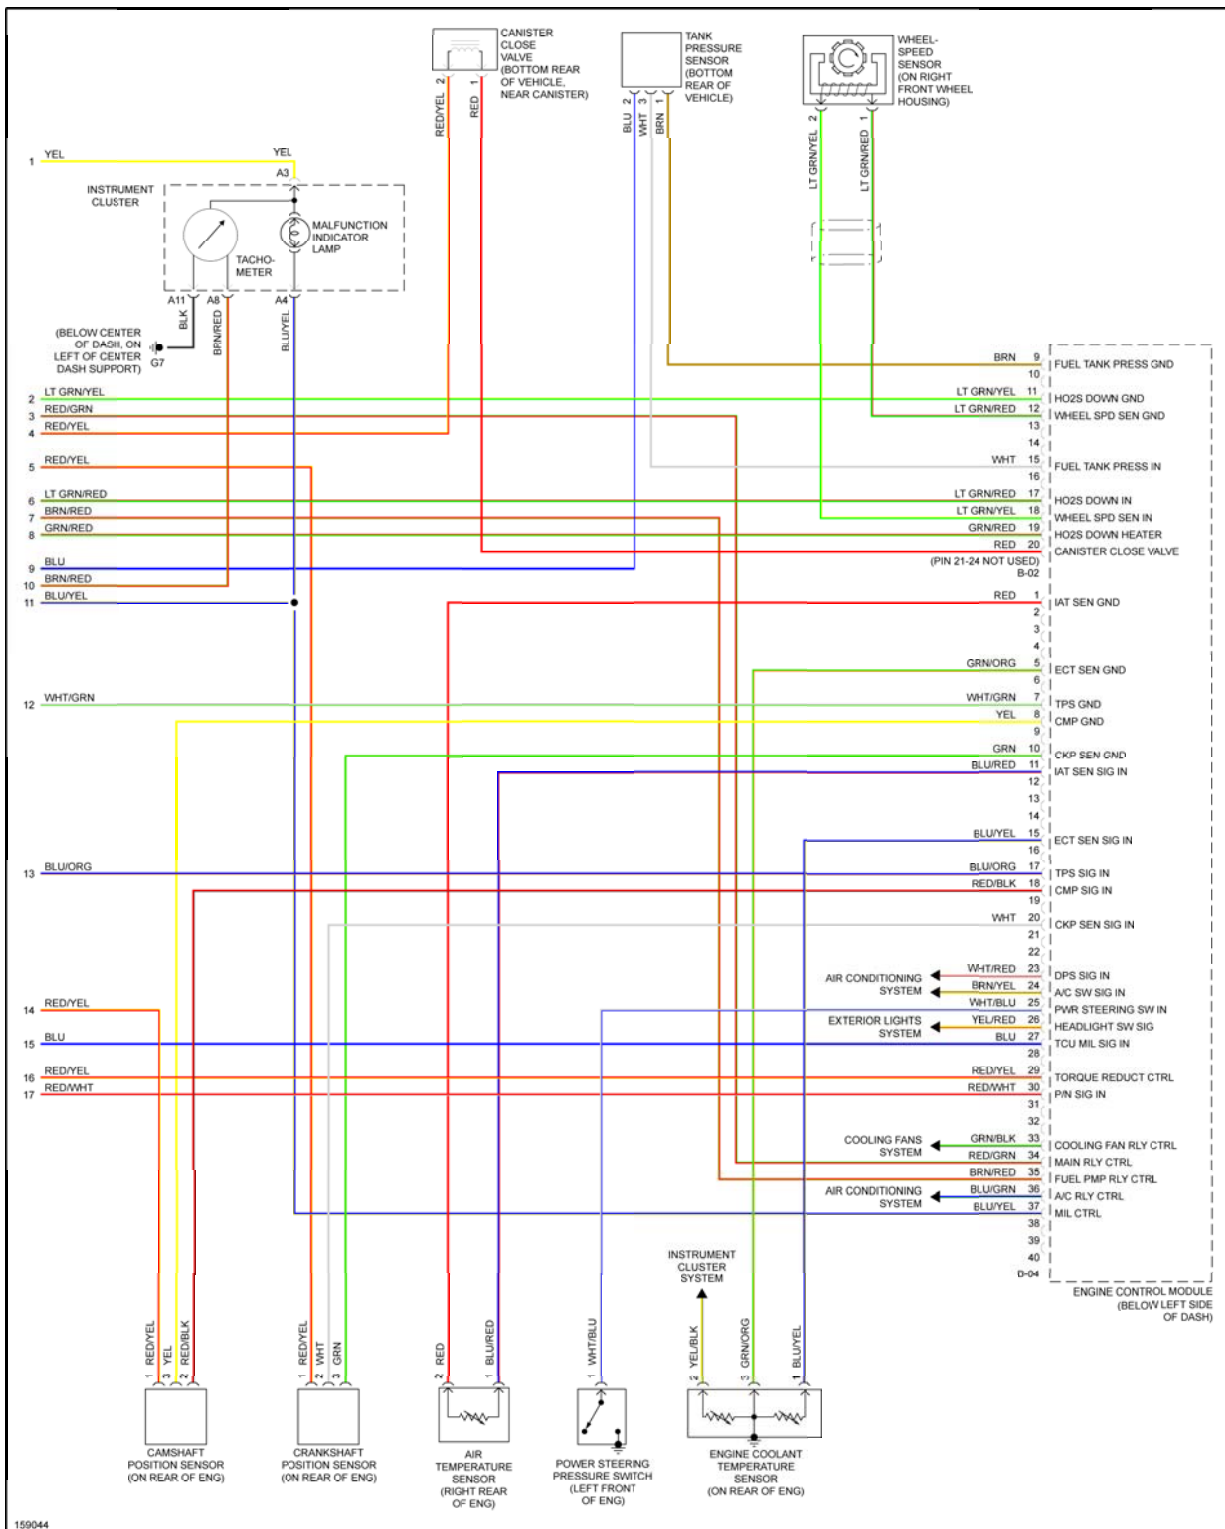 CANISTER
CLOSE
VALVE
(BOTTOM REAR
OF VEHICLE,
NEAR CANISTER)
2
1
RED/YEL
RED
TANK
PRESSURE
SENSOR
(BOTTOM
REAR OF
VEHICLE)
2
3
1
BLU
WHT
BRN
WHEEL-
SPEED
SENSOR
(ON RIGHT
FRONT WHEEL
HOUSING)
2
1
LT GRN/YEL
LT GRN/RED
1 YEL
YEL
A3
INSTRUMENT
CLUSTER
MALFUNCTION
INDICATOR
LAMP
TACHO-
METER
A11
A8
A4
BLK
BRN/RED
BLU/YEL
(BELOW CENTER
OF DASH, ON
LEFT OF CENTER
DASH SUPPORT)
G7
2 LT GRN/YEL
3 RED/GRN
4 RED/YEL
5 RED/YEL
6 LT GRN/RED
7 BRN/RED
8 GRN/RED
9 BLU
10 BRN/RED
11 BLU/YEL
12 WHT/GRN
13 BLU/ORG
14 RED/YEL
15 BLU
16 RED/YEL
17 RED/WHT
BRN 9 FUEL TANK PRESS GND
10
LT GRN/YEL 11 HO2S DOWN GND
LT GRN/RED 12 WHEEL SPD SEN GND
13
14
WHT 15 FUEL TANK PRESS IN
16
LT GRN/RED 17 HO2S DOWN IN
LT GRN/YEL 18 WHEEL SPD SEN IN
GRN/RED 19 HO2S DOWN HEATER
RED 20 CANISTER CLOSE VALVE
(PIN 21-24 NOT USED)
B-02
RED 1 IAT SEN GND
2
3
4
GRN/ORG 5 ECT SEN GND
6
WHT/GRN 7 TPS GND
YEL 8 CMP GND
9
GRN 10 CKP SEN GND
BLU/RED 11 IAT SEN SIG IN
12
13
14
BLU/YEL 15 ECT SEN SIG IN
16
BLU/ORG 17 TPS SIG IN
RED/BLK 18 CMP SIG IN
19
WHT 20 CKP SEN SIG IN
21
22
AIR CONDITIONING
SYSTEM
WHT/RED 23 DPS SIG IN
BRN/YEL 24 A/C SW SIG IN
WHT/BLU 25 PWR STEERING SW IN
EXTERIOR LIGHTS
SYSTEM
YEL/RED 26 HEADLIGHT SW SIG
BLU 27 TCU MIL SIG IN
28
RED/YEL 29 TORQUE REDUCT CTRL
RED/WHT 30 P/N SIG IN
31
32
COOLING FANS
SYSTEM
GRN/BLK 33 COOLING FAN RLY CTRL
RED/GRN 34 MAIN RLY CTRL
BRN/RED 35 FUEL PMP RLY CTRL
AIR CONDITIONING
SYSTEM
BLU/GRN 36 A/C RLY CTRL
BLU/YEL 37 MIL CTRL
38
39
40
D-04
ENGINE CONTROL MODULE
(BELOW LEFT SIDE
OF DASH)
INSTRUMENT
CLUSTER
SYSTEM
RED/YEL
YEL
RED/BLK
1
3
2
CAMSHAFT
POSITION SENSOR
(ON REAR OF ENG)
RED/YEL
WHT
GRN
1
2
3
CRANKSHAFT
POSITION SENSOR
(ON REAR OF ENG)
RED
BLU/RED
2
1
AIR
TEMPERATURE
SENSOR
(RIGHT REAR
OF ENG)
WHT/BLU
1
POWER STEERING
PRESSURE SWITCH
(LEFT FRONT
OF ENG)
YEL/BLK
GRN/ORG
BLU/YEL
2
3
1
ENGINE COOLANT
TEMPERATURE
SENSOR
(ON REAR OF ENG)
159044